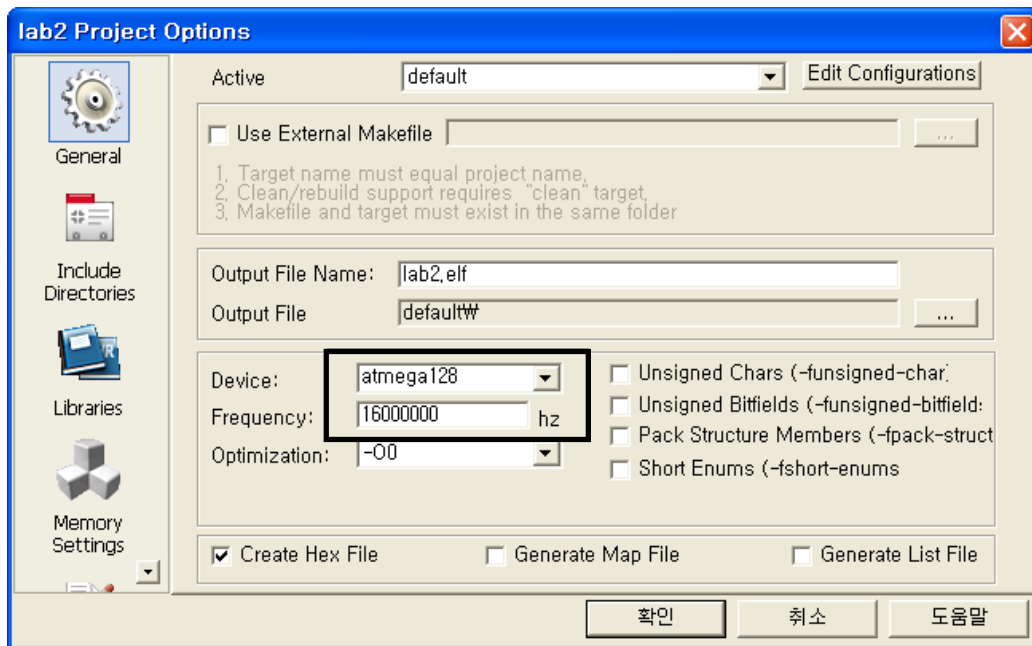 lab2 Project Options
General
Include
Directories
Libraries
Memory
Settings
Active
default
Edit Configurations
Use External Makefile
...
1. Target name must equal project name,
2. Clean/rebuild support requires "clean" target,
3. Makefile and target must exist in the same folder
Output File Name:
lab2.elf
Output File
default₩
...
Device:
atmega128
Frequency:
16000000
hz
Optimization:
-O0
Unsigned Chars (-funsigned-char)
Unsigned Bitfields (-funsigned-bitfields
Pack Structure Members (-fpack-struct
Short Enums (-fshort-enums
Create Hex File
Generate Map File
Generate List File
확인
취소
도움말